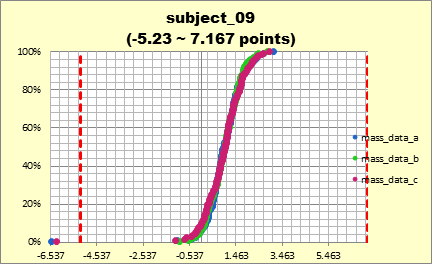 subject_09
(-5.23 ~ 7.167 points)
100%
80%
60%
40%
20%
0%
mass_data_a
mass_data_b
mass_data_c
-6.537 -4.537 -2.537 -0.537 1.463 3.463 5.463